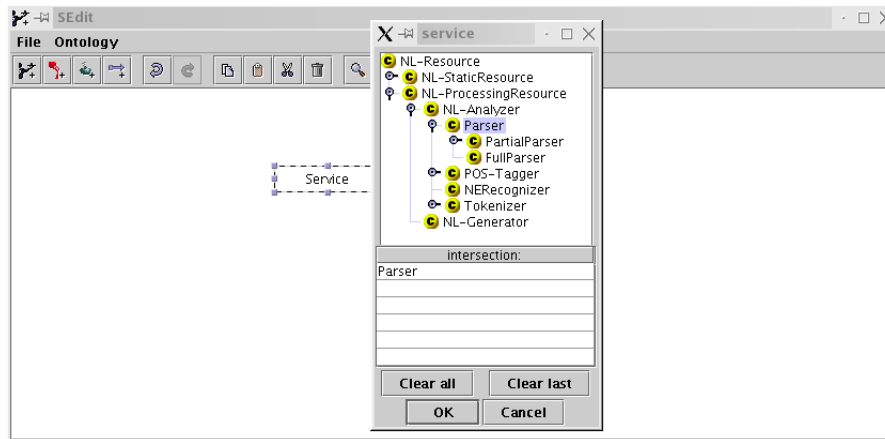 SEdit
File Ontology
Service
service
NL-Resource
NL-StaticResource
NL-ProcessingResource
NL-Analyzer
Parser
PartialParser
FullParser
POS-Tagger
NERecognizer
Tokenizer
NL-Generator
intersection:
Parser
Clear all Clear last
OK Cancel